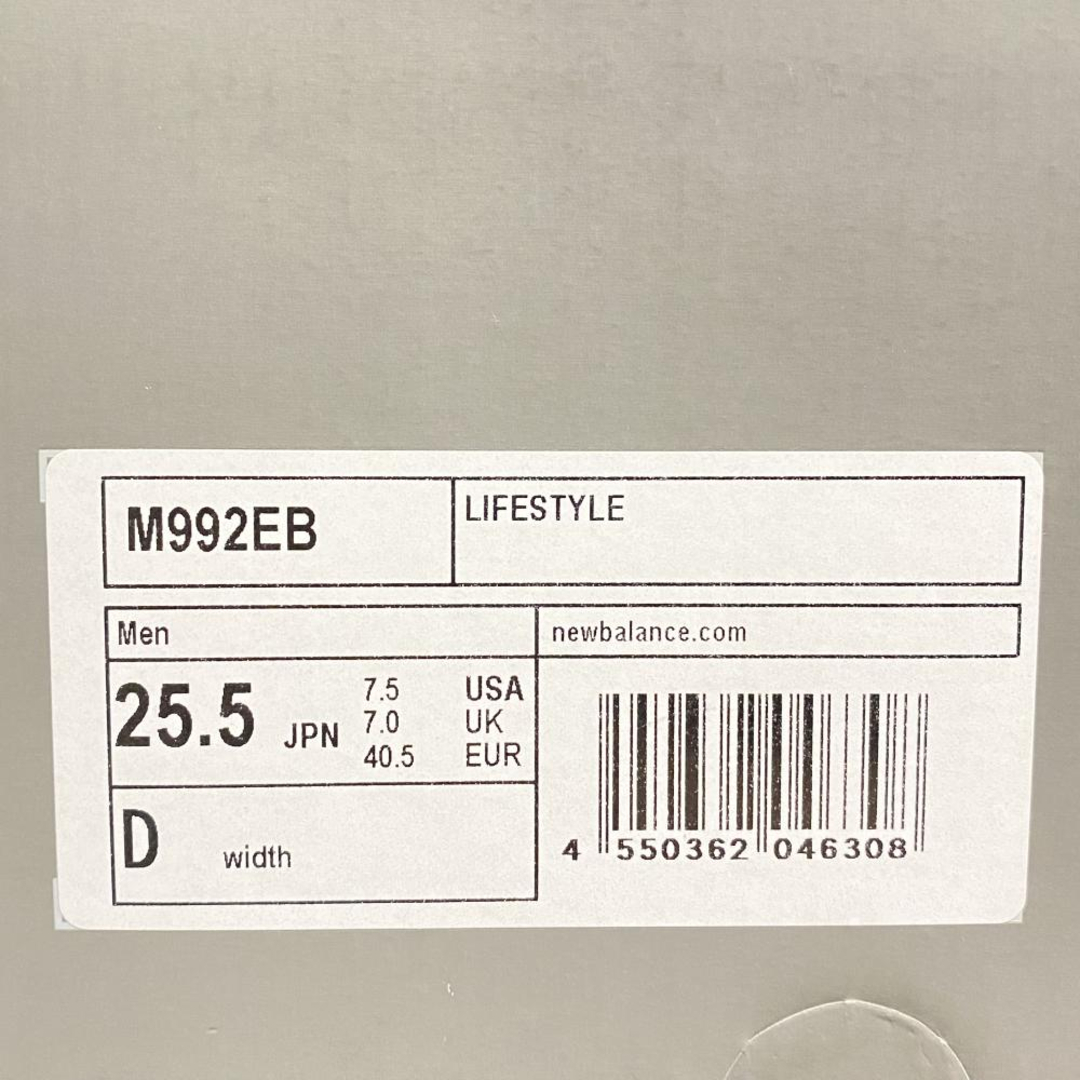 M992EB
LIFESTYLE
Men
newbalance.com
25.5 JPN
7.5 USA
7.0 UK
40.5 EUR
D width
4 550362 046308